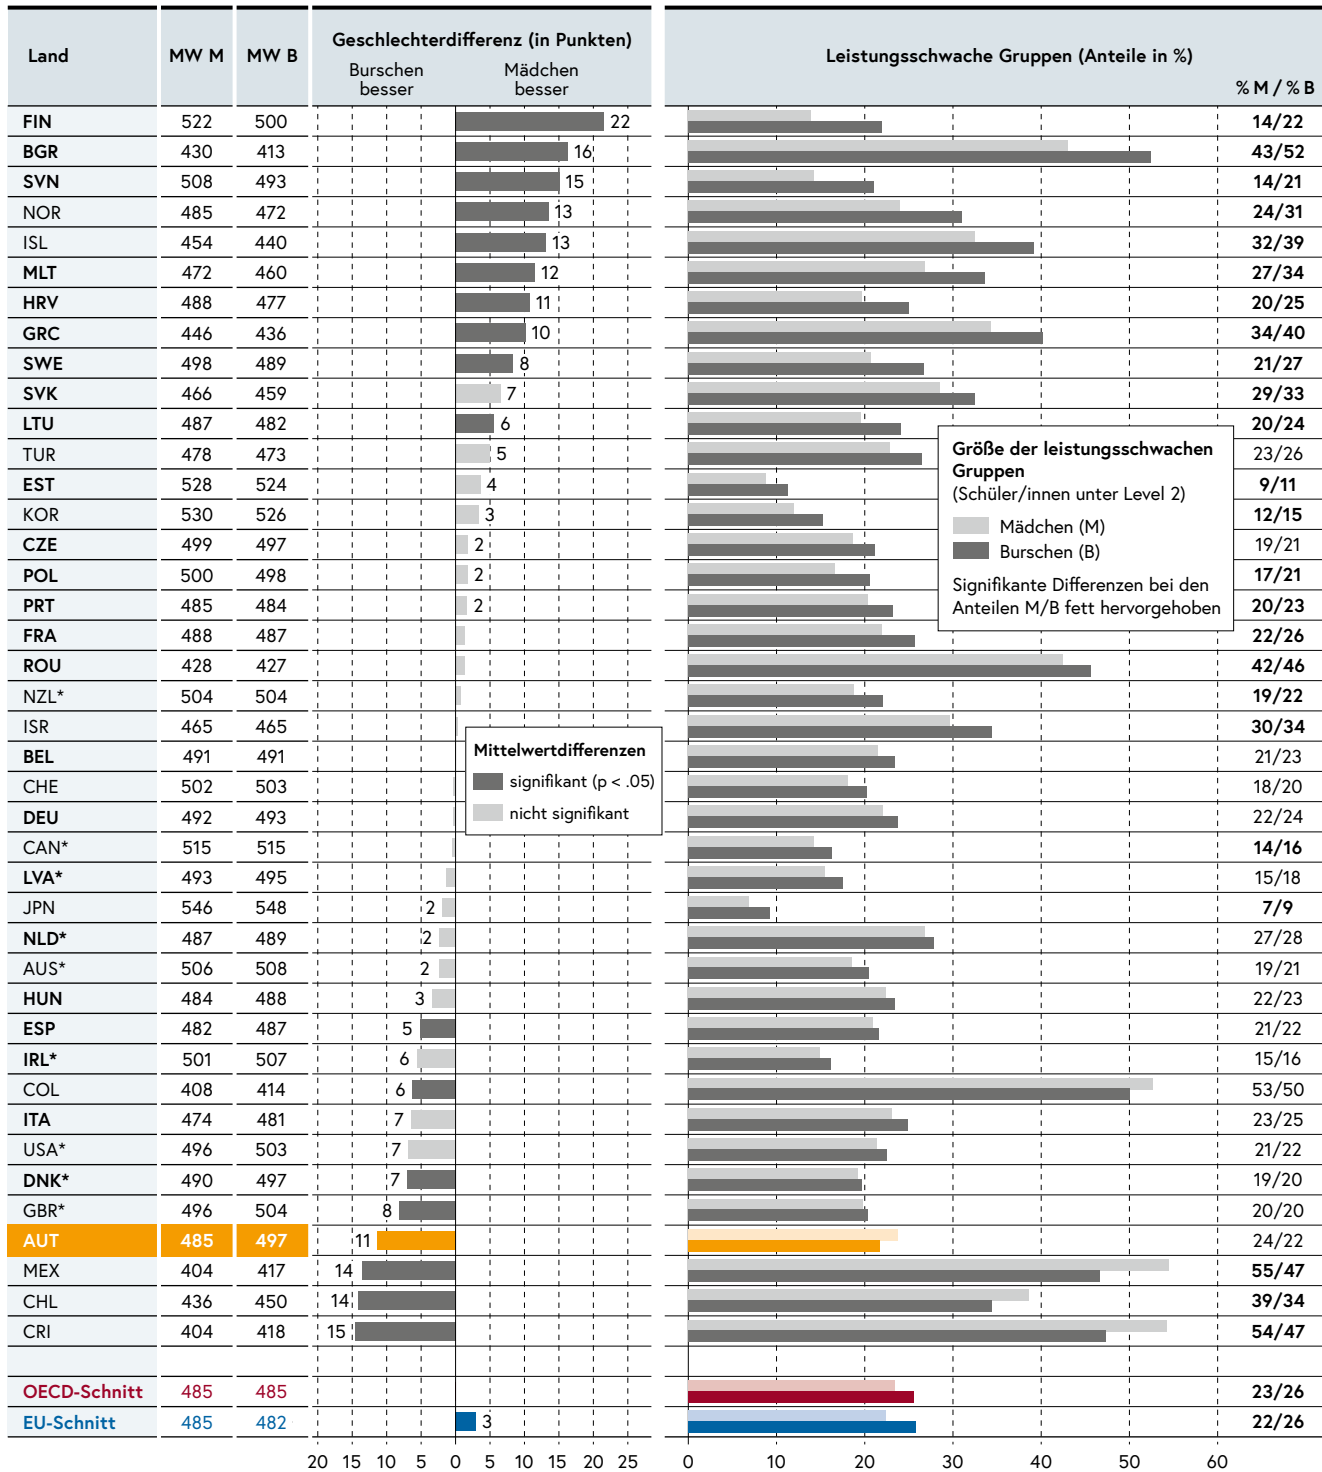 Land MW M MW B Geschlechterdifferenz (in Punkten) Leistungsschwache Gruppen (Anteile in %)
Burschen besser Mädchen besser % M / % B
FIN 522 500 22 14/22
BGR 430 413 16 43/52
SVN 508 493 15 14/21
NOR 485 472 13 24/31
ISL 454 440 13 32/39
MLT 472 460 12 27/34
HRV 488 477 11 20/25
GRC 446 436 10 34/40
SWE 498 489 8 21/27
SVK 466 459 7 29/33
LTU 487 482 6 20/24
TUR 478 473 5 23/26
EST 528 524 4 9/11
KOR 530 526 3 12/15
CZE 499 497 2 19/21
POL 500 498 2 17/21
PRT 485 484 2 20/23
FRA 488 487 22/26
ROU 428 427 42/46
NZL* 504 504 19/22
ISR 465 465 30/34
BEL 491 491 21/23
CHE 502 503 18/20
DEU 492 493 22/24
CAN* 515 515 14/16
LVA* 493 495 15/18
JPN 546 548 2 7/9
NLD* 487 489 2 27/28
AUS* 506 508 2 19/21
HUN 484 488 3 22/23
ESP 482 487 5 21/22
IRL* 501 507 6 15/16
COL 408 414 6 53/50
ITA 474 481 7 23/25
USA* 496 503 7 21/22
DNK* 490 497 7 19/20
GBR* 496 504 8 20/20
AUT 485 497 11 24/22
MEX 404 417 14 55/47
CHL 436 450 14 39/34
CRI 404 418 15 54/47
OECD-Schnitt 485 485 23/26
EU-Schnitt 485 482 3 22/26
20 15 10 5 0 5 10 15 20 25 0 10 20 30 40 50 60
Mittelwertdifferenzen
signifikant (p < .05)
nicht signifikant
Größe der leistungsschwachen
Gruppen
(Schüler/innen unter Level 2)
Mädchen (M)
Burschen (B)
Signifikante Differenzen bei den
Anteilen M/B fett hervorgehoben